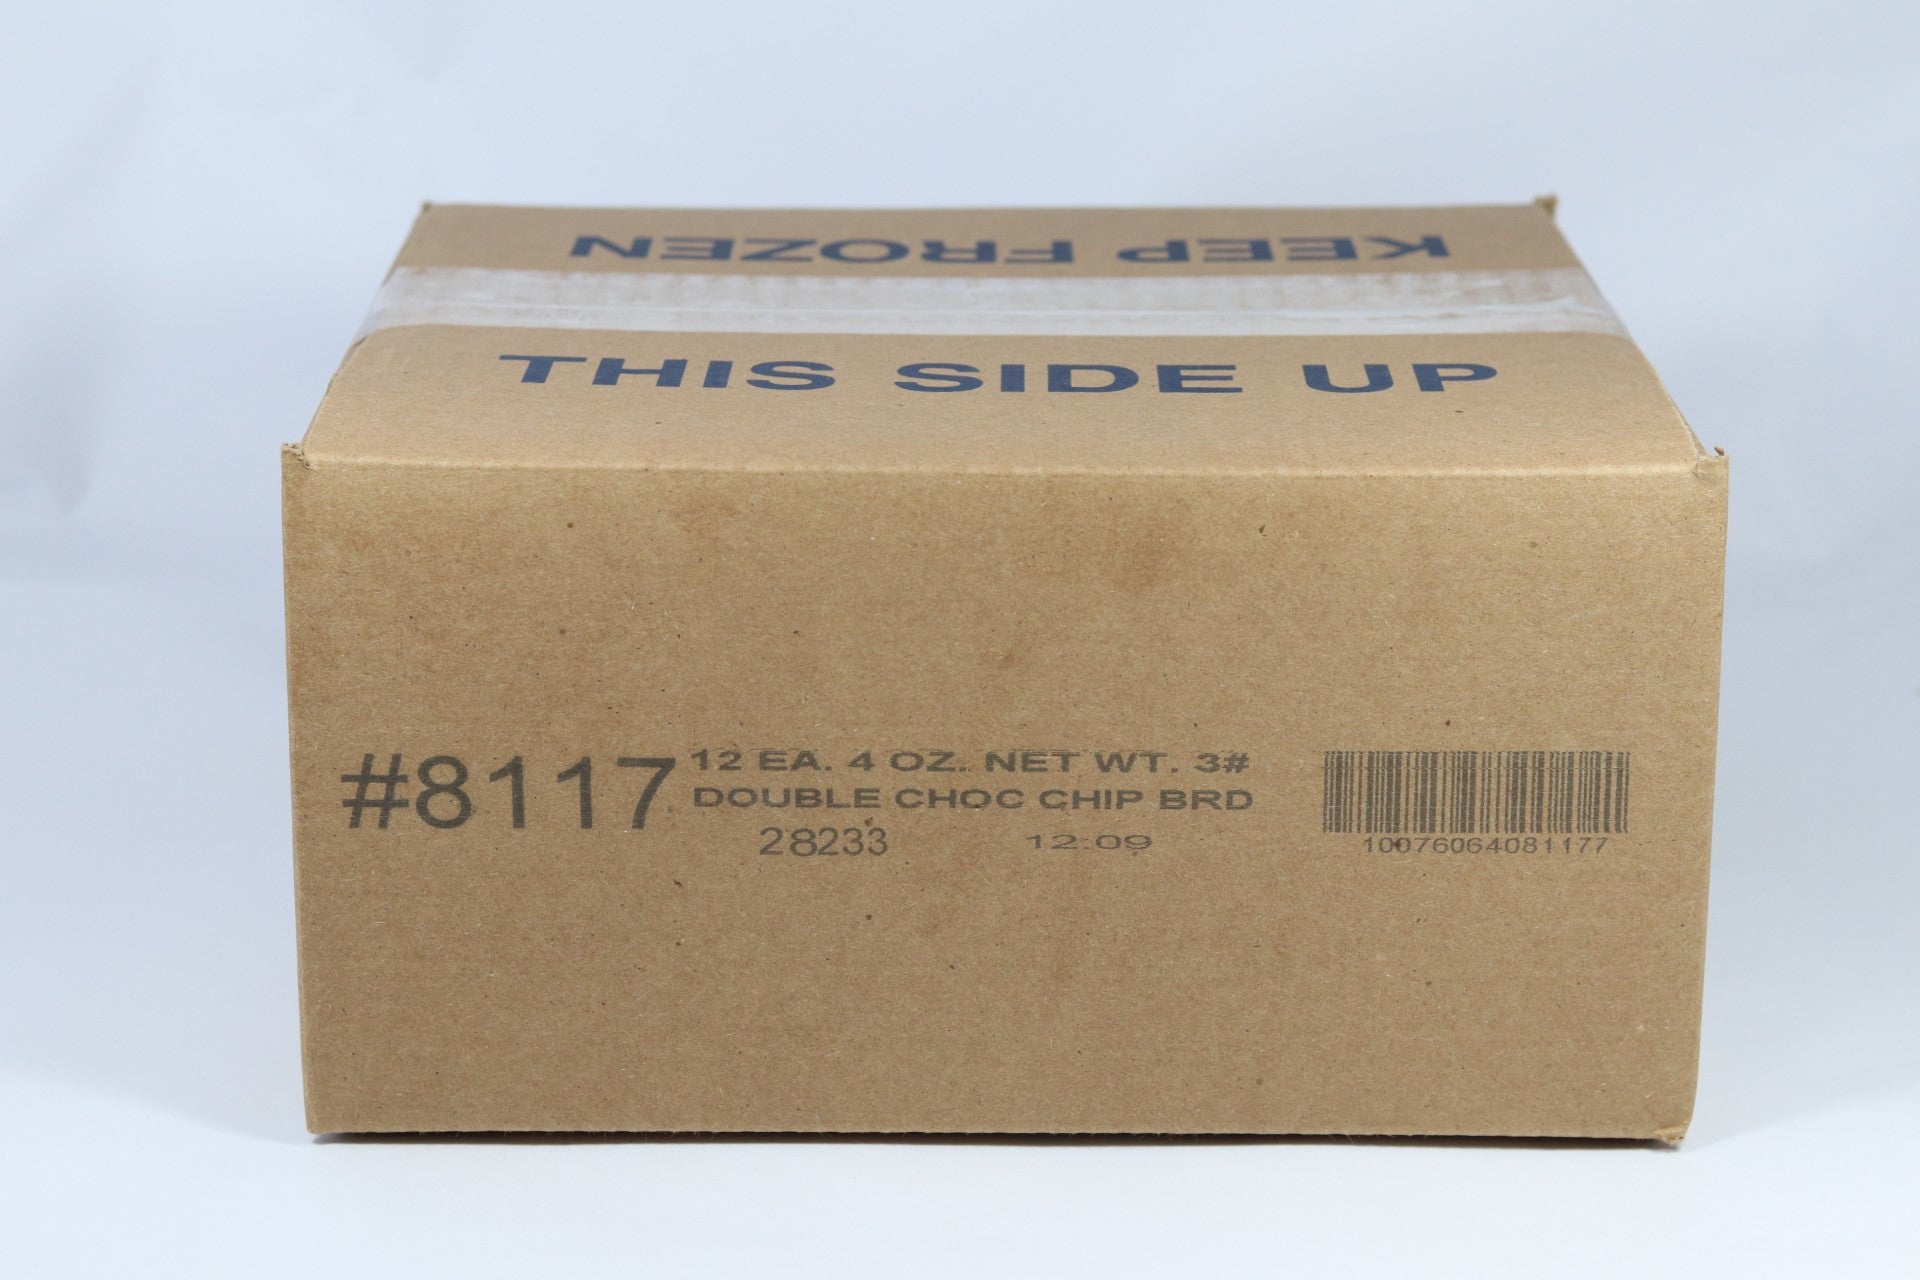 KEEP FROZEN
THIS SIDE UP
#8117
12 EA. 4 OZ. NET WT. 3#
DOUBLE CHOC CHIP BRD
28233 12:09
10076064081177